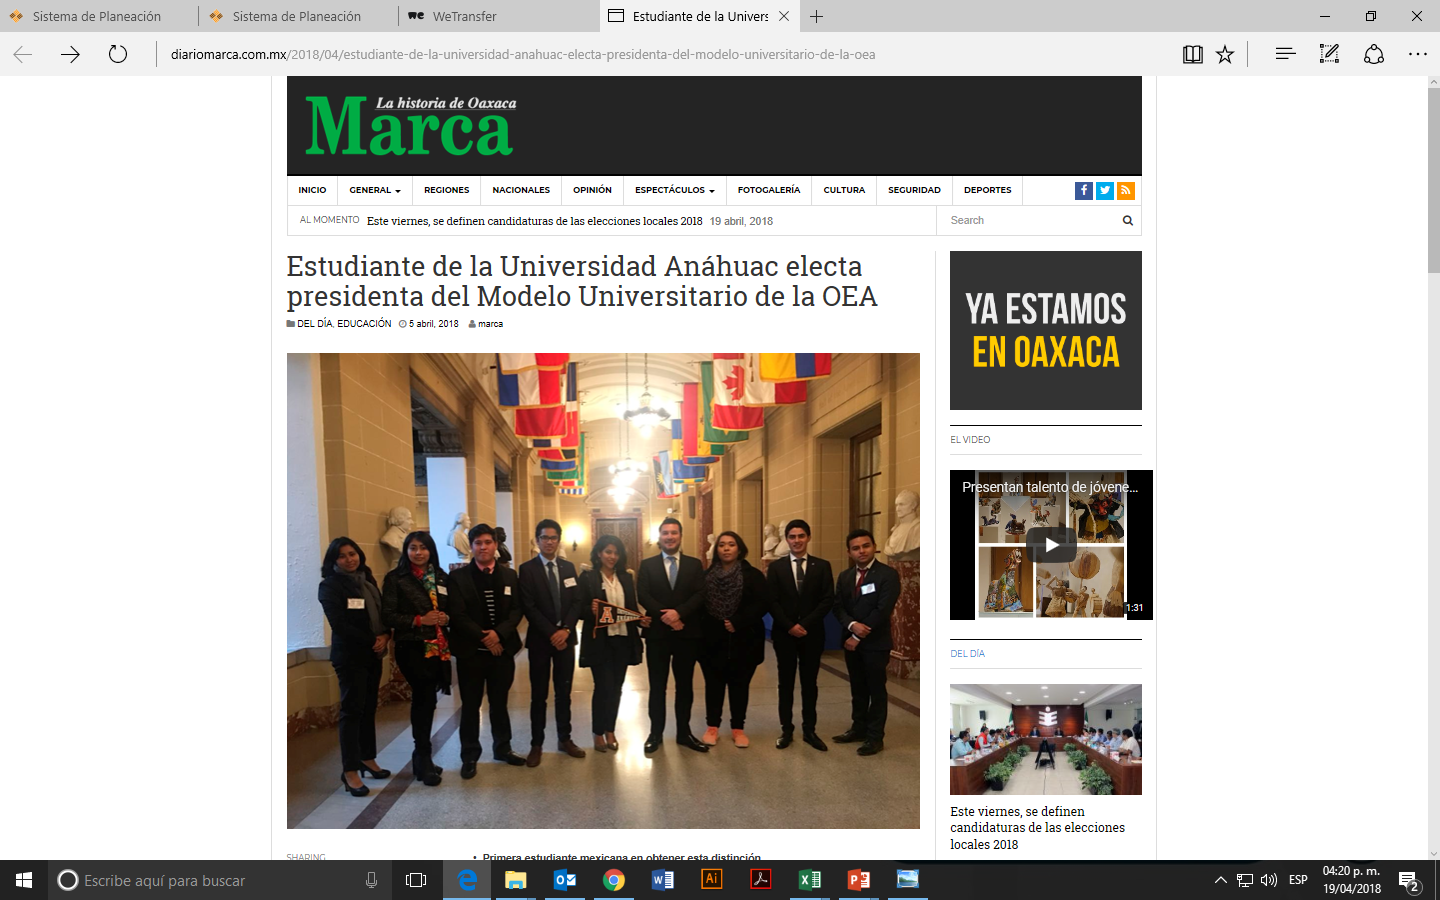 Sistema de Planeación
Sistema de Planeación
WeTransfer
Estudiante de la Univers
diariomarca.com.mx/2018/04/estudiante-de-la-universidad-anahuac-electa-presidenta-del-modelo-universitario-de-la-oea
La historia de Oaxaca
Marca
INICIO GENERAL REGIONES NACIONALES OPINIÓN ESPECTÁCULOS FOTOGALERÍA CULTURA SEGURIDAD DEPORTES
AL MOMENTO Este viernes, se definen candidaturas de las elecciones locales 2018 19 abril, 2018
Search
Estudiante de la Universidad Anáhuac electa
presidenta del Modelo Universitario de la OEA
DEL DÍA, EDUCACIÓN 5 abril, 2018 marca
SHARING
• Primera estudiante mexicana en obtener esta distinción
YA ESTAMOS
EN OAXACA
EL VIDEO
Presentan talento de jóvene...
1:31
DEL DÍA
Este viernes, se definen
candidaturas de las elecciones
locales 2018
Escribe aquí para buscar
ESP
04:20 p. m.
19/04/2018
2